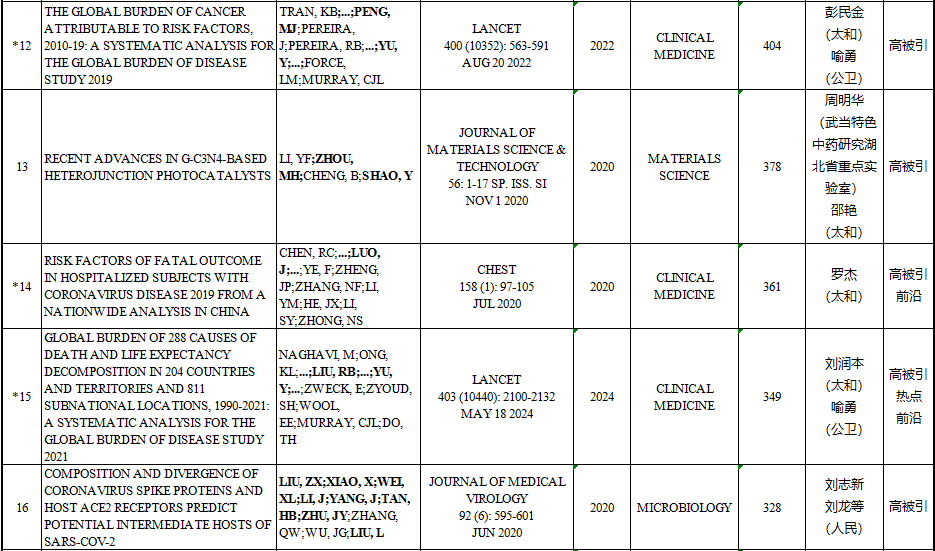 *12
THE GLOBAL BURDEN OF CANCER
ATTRIBUTABLE TO RISK FACTORS,
2010-19: A SYSTEMATIC ANALYSIS FOR
THE GLOBAL BURDEN OF DISEASE
STUDY 2019
TRAN, KB;...;PENG,
MJ;PEREIRA,
J;PEREIRA, RB;...;YU,
Y;...;FORCE,
LM;MURRAY, CJL
LANCET
400 (10352): 563-591
AUG 20 2022
2022
CLINICAL
MEDICINE
404
彭民金
(太和)
喻勇
(公卫)
高被引
13
RECENT ADVANCES IN G-C3N4-BASED
HETEROJUNCTION PHOTOCATALYSTS
LI, YF;ZHOU,
MH;CHENG, B;SHAO, Y
JOURNAL OF
MATERIALS SCIENCE &
TECHNOLOGY
56: 1-17 SP. ISS. SI
NOV 1 2020
2020
MATERIALS
SCIENCE
378
周明华
(武当特色
中药研究湖
北省重点实
验室)
邵艳
(太和)
高被引
*14
RISK FACTORS OF FATAL OUTCOME
IN HOSPITALIZED SUBJECTS WITH
CORONAVIRUS DISEASE 2019 FROM A
NATIONWIDE ANALYSIS IN CHINA
CHEN, RC;...;LUO,
J;...;YE, F;ZHENG,
JP;ZHANG, NF;LI,
YM;HE, JX;LI,
SY;ZHONG, NS
CHEST
158 (1): 97-105
JUL 2020
2020
CLINICAL
MEDICINE
361
罗杰
(太和)
高被引
前沿
*15
GLOBAL BURDEN OF 288 CAUSES OF
DEATH AND LIFE EXPECTANCY
DECOMPOSITION IN 204 COUNTRIES
AND TERRITORIES AND 811
SUBNATIONAL LOCATIONS, 1990-2021:
A SYSTEMATIC ANALYSIS FOR THE
GLOBAL BURDEN OF DISEASE STUDY
2021
NAGHAVI, M;ONG,
KL;...;LIU, RB;...;YU,
Y;...;ZWECK, E;ZYOUD,
SH;WOOL,
EE;MURRAY, CJL;DO,
TH
LANCET
403 (10440): 2100-2132
MAY 18 2024
2024
CLINICAL
MEDICINE
349
刘润本
(太和)
喻勇
(公卫)
高被引
热点
前沿
16
COMPOSITION AND DIVERGENCE OF
CORONAVIRUS SPIKE PROTEINS AND
HOST ACE2 RECEPTORS PREDICT
POTENTIAL INTERMEDIATE HOSTS OF
SARS-COV-2
LIU, ZX;XIAO, X;WEI,
XL;LI, J;YANG, J;TAN,
HB;ZHU, JY;ZHANG,
QW;WU, JG;LIU, L
JOURNAL OF MEDICAL
VIROLOGY
92 (6): 595-601
JUN 2020
2020
MICROBIOLOGY
328
刘志新
刘龙等
(人民)
高被引